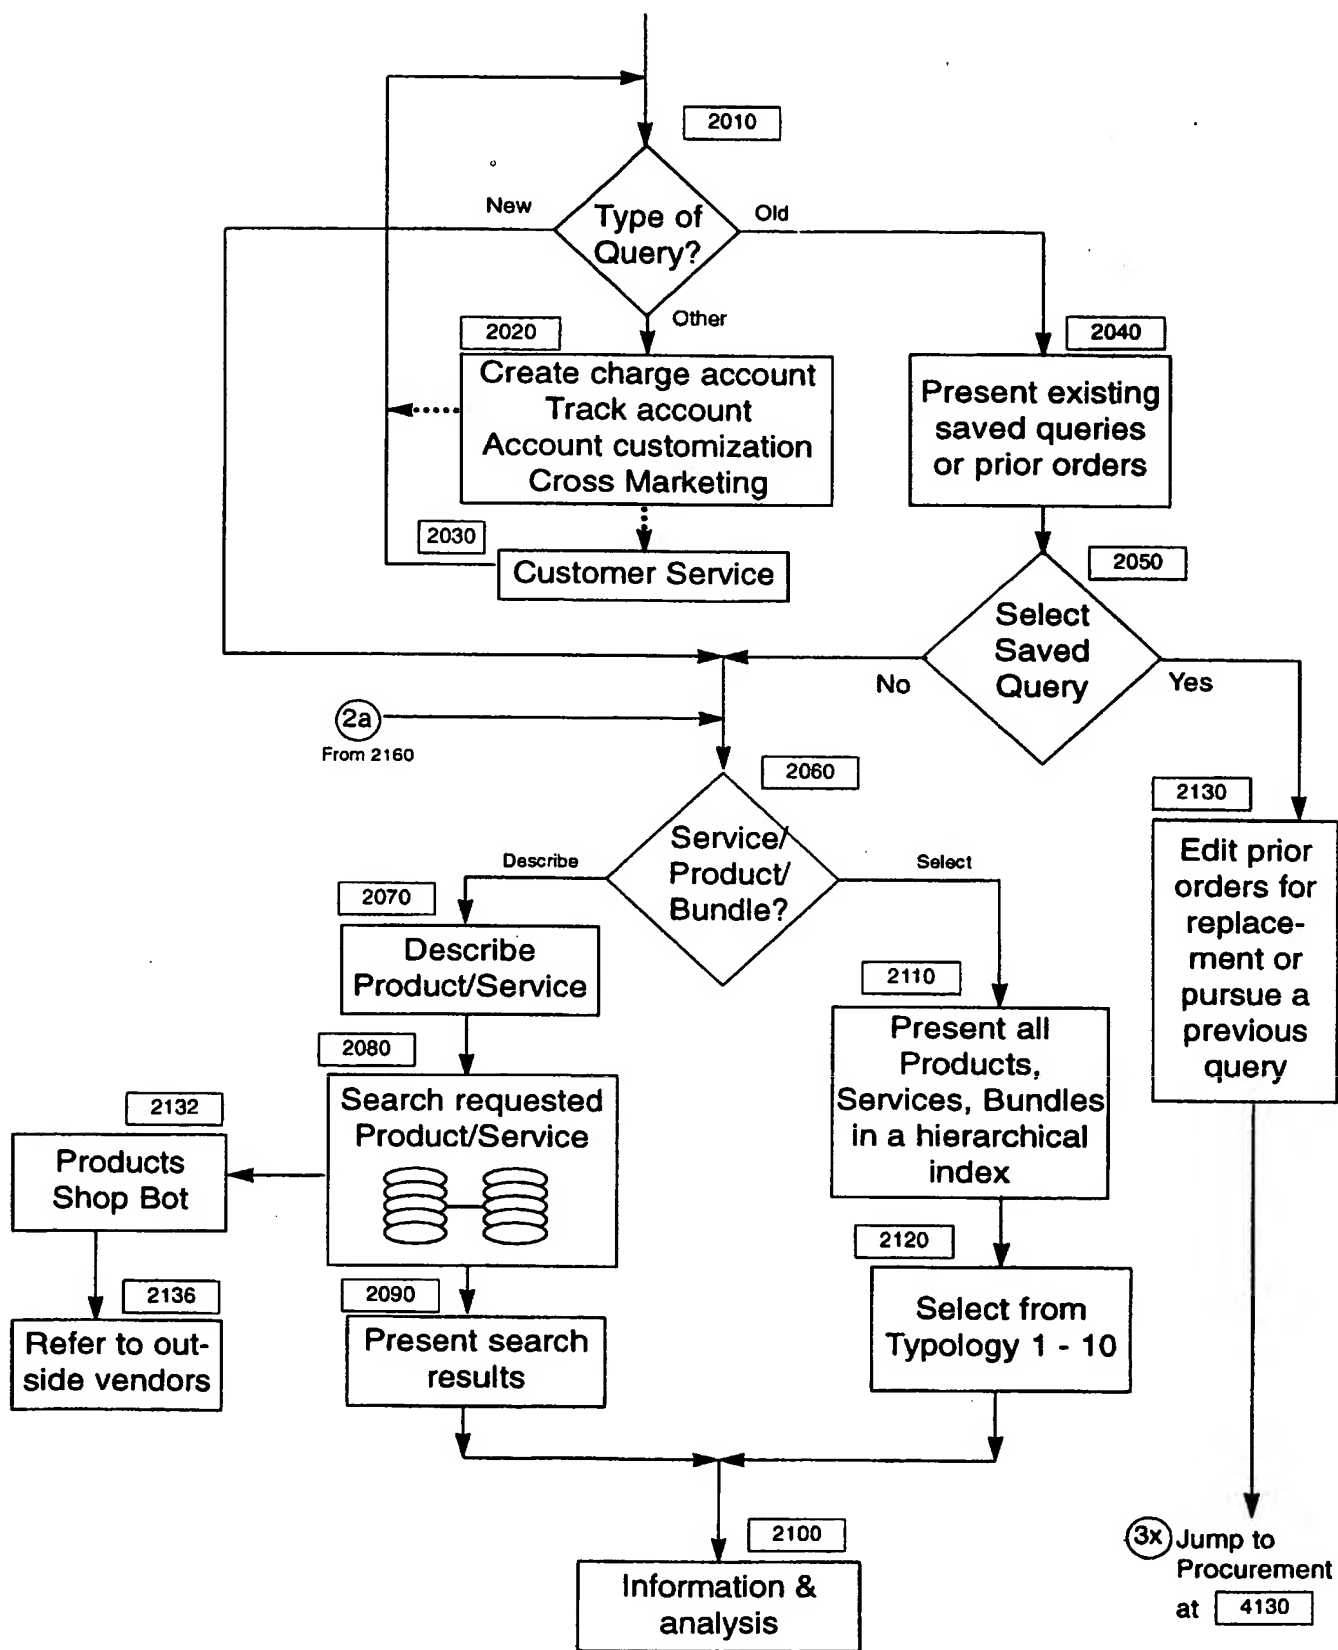 2010
New
Type of
Query?
Old
Other
2020
Create charge account
Track account
Account customization
Cross Marketing
2040
Present existing
saved queries
or prior orders
2030
Customer Service
2050
Select
Saved
Query
No
Yes
2a
From 2160
2060
Service/
Product/
Bundle?
Describe
Select
2130
Edit prior
orders for
replace-
ment or
pursue a
previous
query
2070
Describe
Product/Service
2110
Present all
Products,
Services, Bundles
in a hierarchical
index
2080
Search requested
Product/Service
2132
Products
Shop Bot
2136
Refer to out-
side vendors
2090
Present search
results
2120
Select from
Typology 1 - 10
2100
Information &
analysis
3x Jump to
Procurement
at 4130